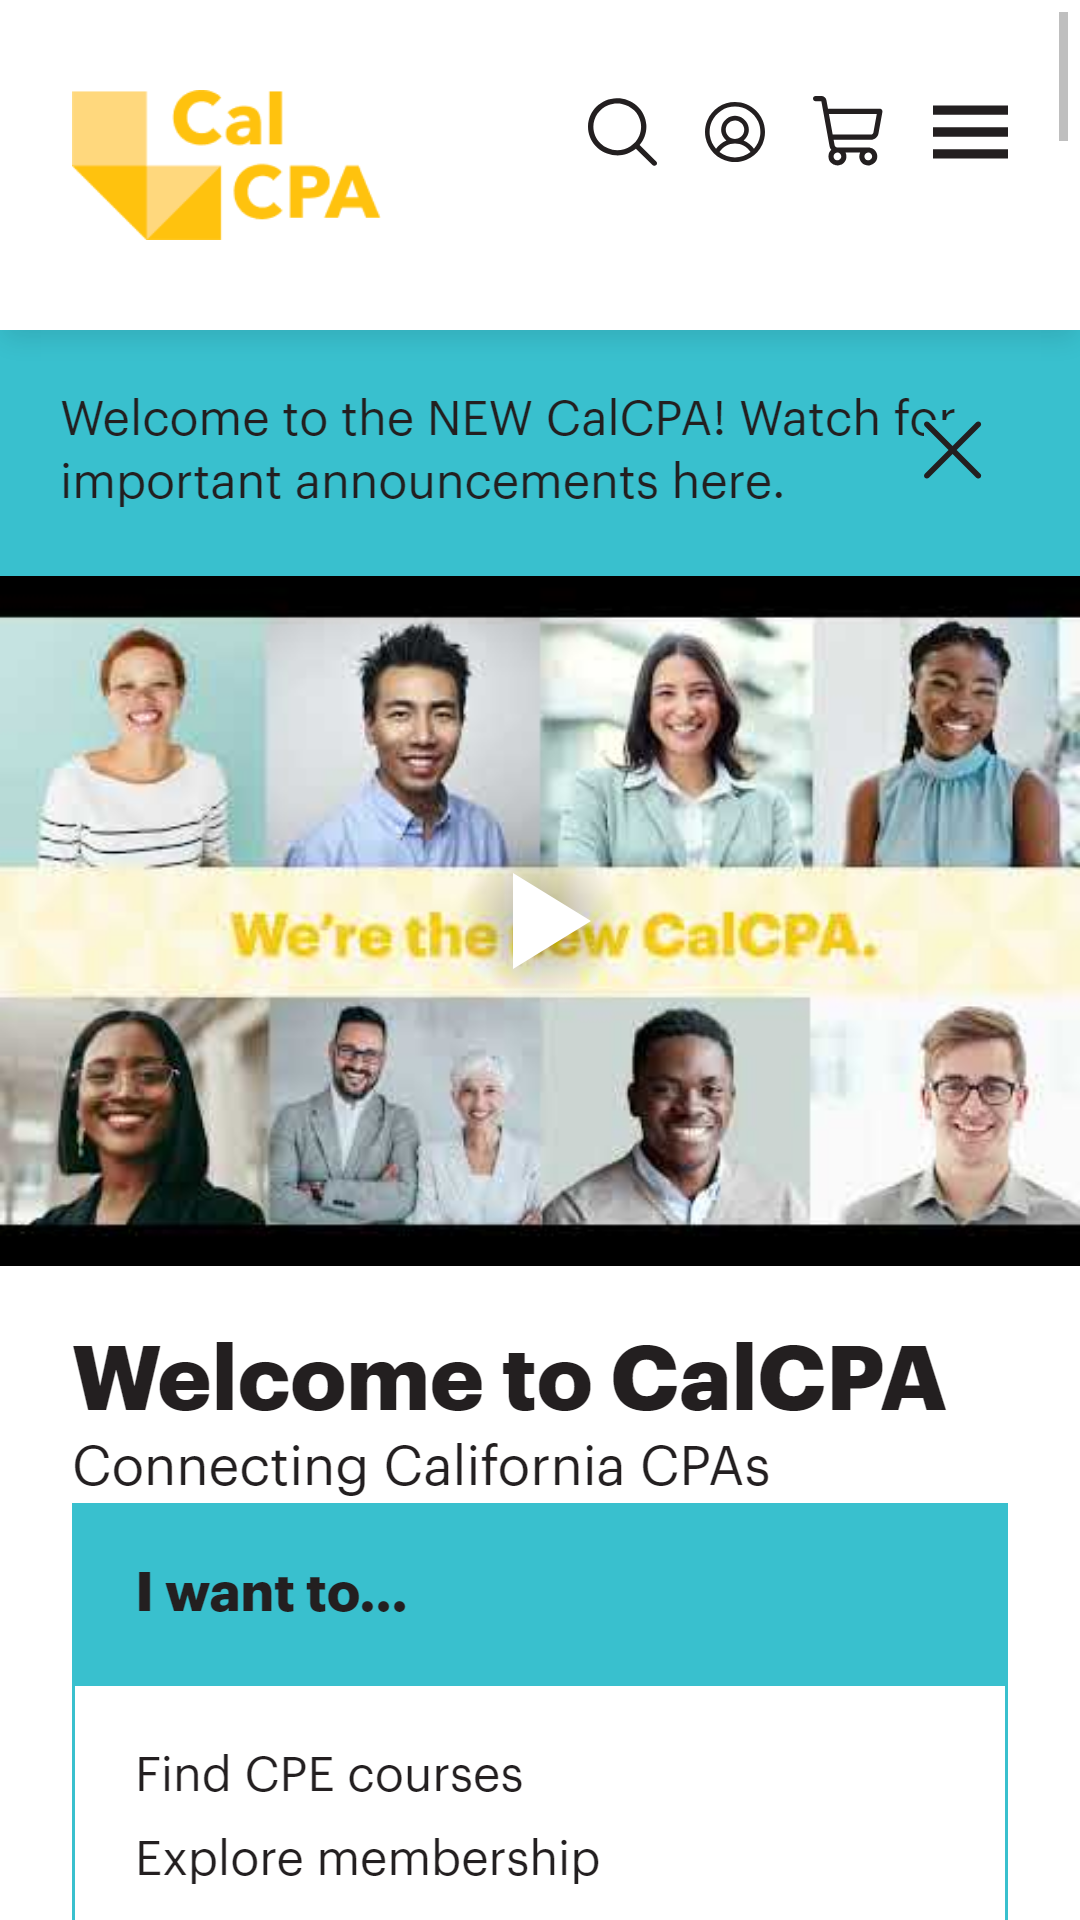 Cal
CPA
Welcome to the NEW CalCPA! Watch for
important announcements here.
We're the new CalCPA.
Welcome to CalCPA
Connecting California CPAs
I want to...
Find CPE courses
Explore membership